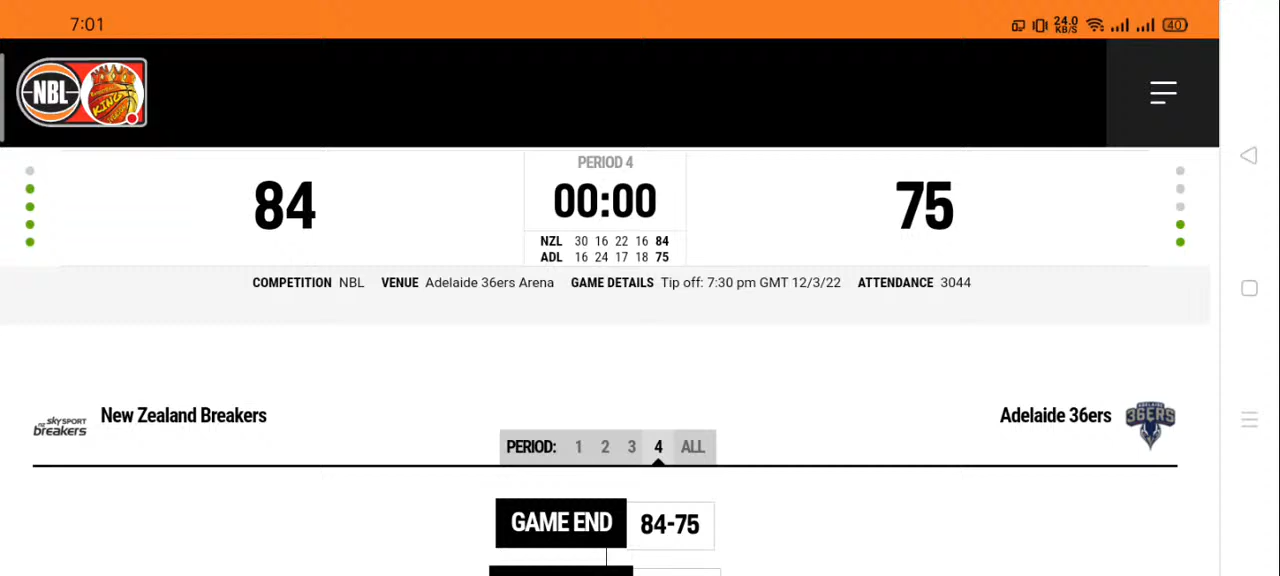 7:01
24.0
KB/S
40
NBL
KINGS
PERIOD 4
84
00:00
75
NZL 30 16 22 16 84
ADL 16 24 17 18 75
COMPETITION NBL VENUE Adelaide 36ers Arena GAME DETAILS Tip off: 7:30 pm GMT 12/3/22 ATTENDANCE 3044
sky SPORT
breakers
New Zealand Breakers
Adelaide 36ers
36ERS
PERIOD: 1 2 3 4 ALL
GAME END 84-75